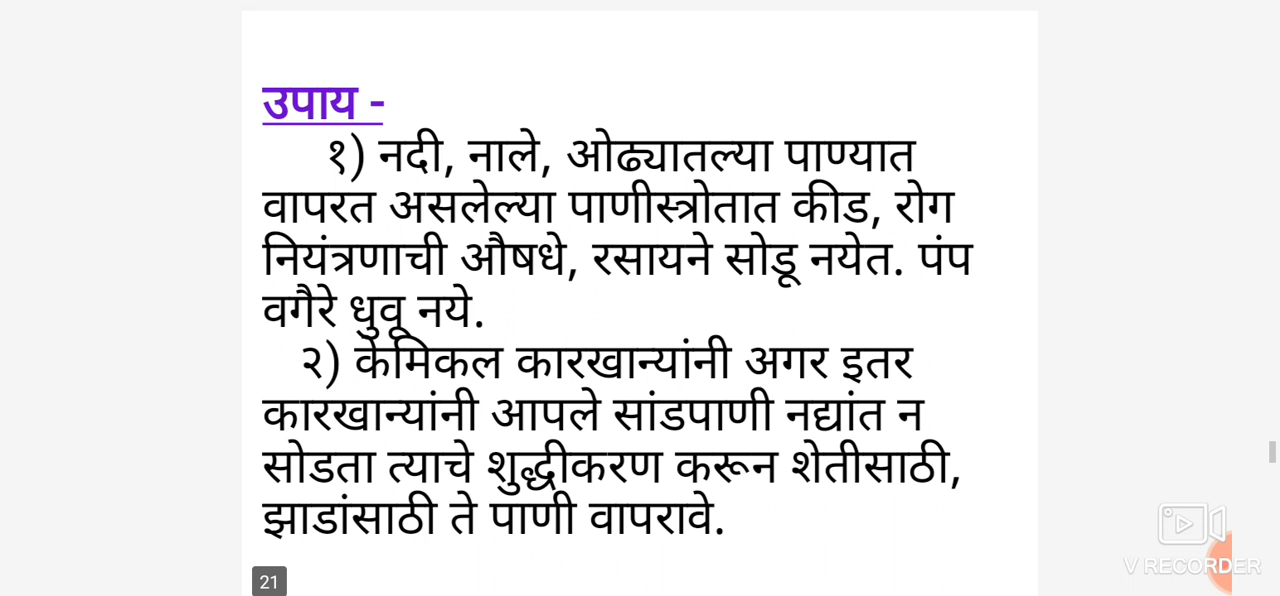 उपाय -
१) नदी, नाले, ओढ्यातल्या पाण्यात
वापरत असलेल्या पाणीस्त्रोतात कीड, रोग
नियंत्रणाची औषधे, रसायने सोडू नयेत. पंप
वगैरे धुवू नये.
२) केमिकल कारखान्यांनी अगर इतर
कारखान्यांनी आपले सांडपाणी नद्यांत न
सोडता त्याचे शुद्धीकरण करून शेतीसाठी,
झाडांसाठी ते पाणी वापरावे.
21
V RECORDER